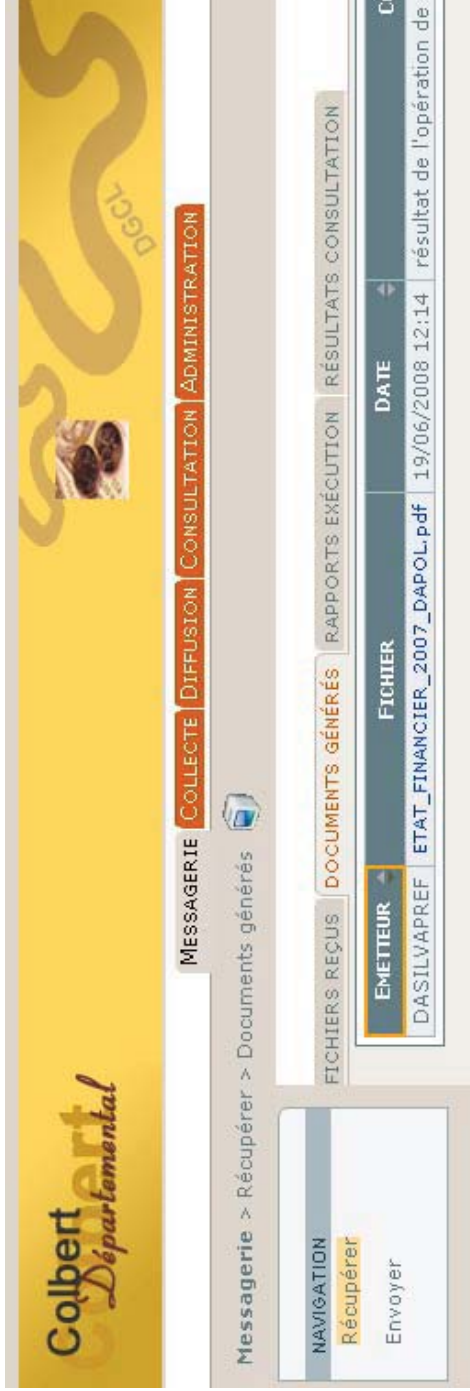 Colbert
Départemental
DGCL
MESSAGERIE COLLECTE DIFFUSION CONSULTATION ADMINISTRATION
Messagerie > Récupérer > Documents générés
NAVIGATION
Récupérer
Envoyer
FICHIERS REÇUS DOCUMENTS GÉNÉRÉS RAPPORTS EXÉCUTION RÉSULTATS CONSULTATION
EMETTEUR FICHIER DATE
DASILVAPREF ETAT_FINANCIER_2007_DAPOL.pdf 19/06/2008 12:14 résultat de l'opération de